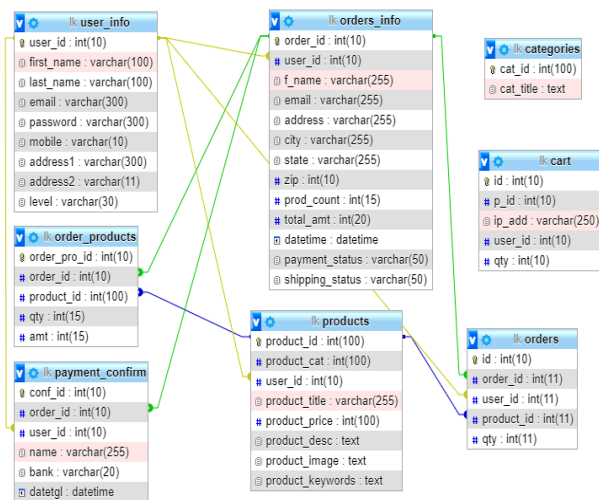 lk user_info
user_id : int(10)
first_name : varchar(100)
last_name : varchar(100)
email : varchar(300)
password : varchar(300)
mobile : varchar(10)
address1 : varchar(300)
address2 : varchar(11)
level : varchar(30)
lk orders_info
order_id : int(10)
user_id : int(10)
f_name : varchar(255)
email : varchar(255)
address : varchar(255)
city : varchar(255)
state : varchar(255)
zip : int(10)
prod_count : int(15)
total_amt : int(20)
datetime : datetime
payment_status : varchar(50)
shipping_status : varchar(50)
lk categories
cat_id : int(100)
cat_title : text
lk cart
id : int(10)
p_id : int(10)
ip_add : varchar(250)
user_id : int(10)
qty : int(10)
lk order_products
order_pro_id : int(10)
order_id : int(10)
product_id : int(100)
qty : int(15)
amt : int(15)
lk products
product_id : int(100)
product_cat : int(100)
user_id : int(10)
product_title : varchar(255)
product_price : int(100)
product_desc : text
product_image : text
product_keywords : text
lk orders
id : int(10)
order_id : int(11)
user_id : int(11)
product_id : int(11)
qty : int(11)
lk payment_confirm
conf_id : int(10)
order_id : int(10)
user_id : int(10)
name : varchar(255)
bank : varchar(20)
datetgl : datetime